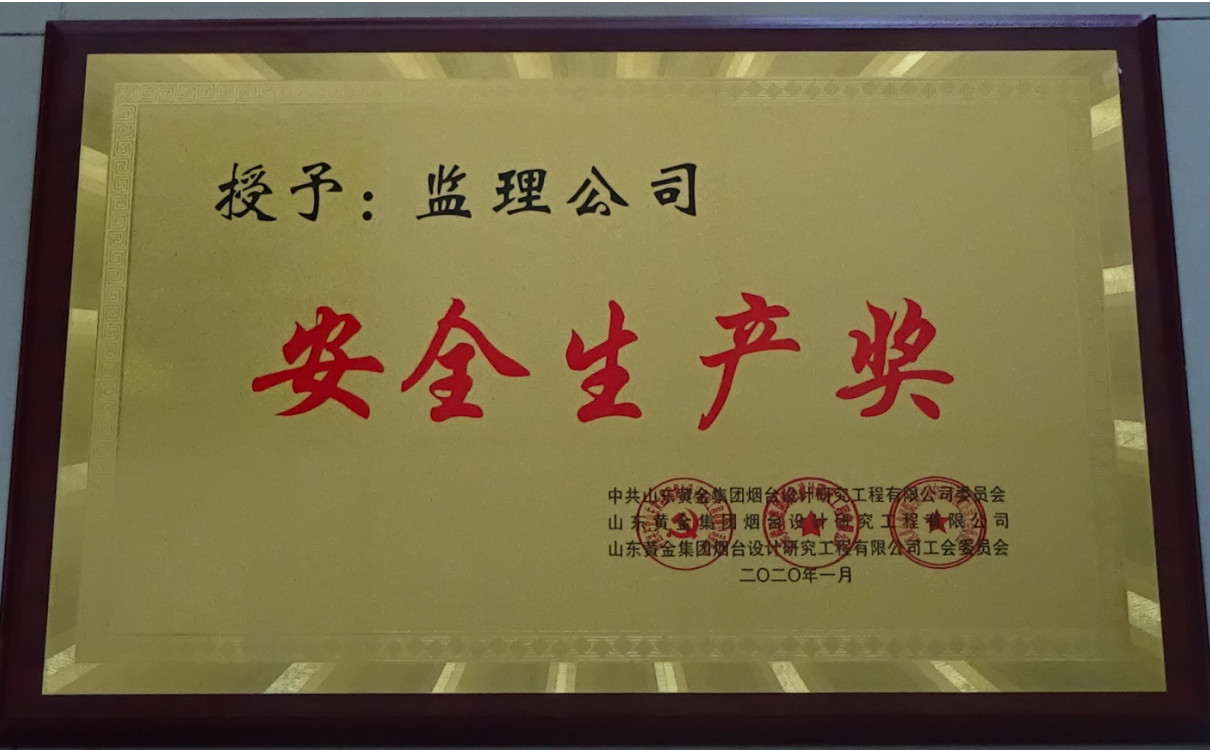 授予：监理公司
安全生产奖
中共山东黄金集团烟台设计研究工程有限公司委员会
山东黄金集团烟台设计研究工程有限公司
山东黄金集团烟台设计研究工程有限公司工会委员会
二〇二〇年一月